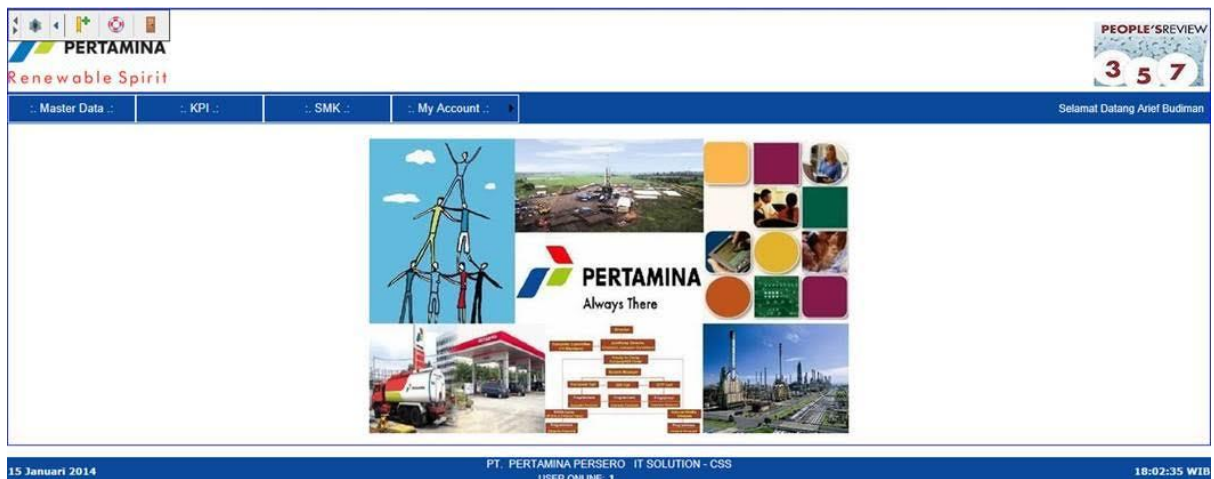 PERTAMINA
Renewable Spirit
PEOPLE'SREVIEW
3 5 7
.:. Master Data .:.
.:. KPI .:.
.:. SMK .:.
.:. My Account .:.
Selamat Datang Arief Budiman
PERTAMINA
Always There
15 Januari 2014
PT. PERTAMINA PERSERO IT SOLUTION - CSS
USER ONLINE: 1
18:02:35 WIB